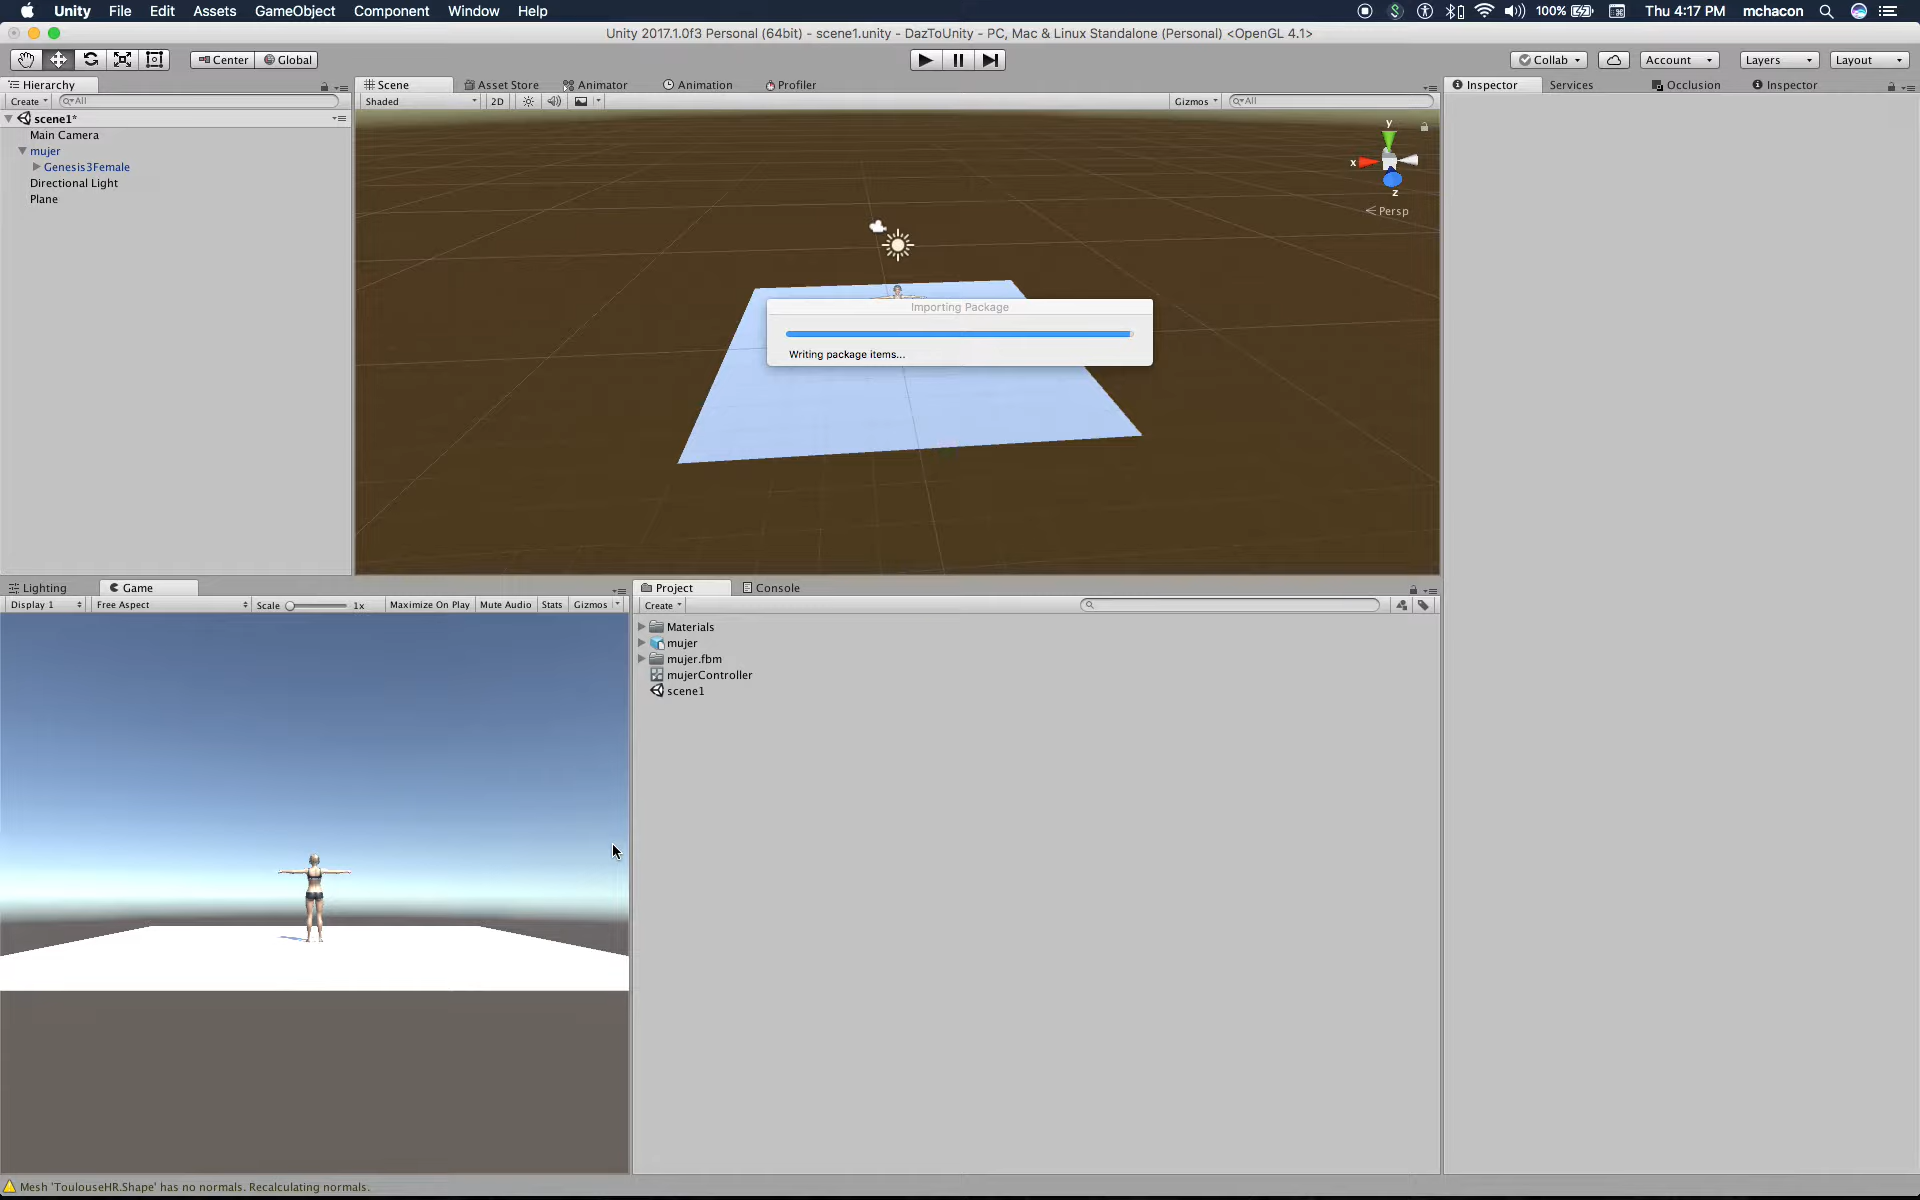 Unity File Edit Assets GameObject Component Window Help 100% Thu 4:17 PM mchacon
Unity 2017.1.0f3 Personal (64bit) - scene1.unity - DazToUnity - PC, Mac & Linux Standalone (Personal) <OpenGL 4.1>
Center Global Collab Account Layers Layout
Hierarchy Scene Asset Store Animator Animation Profiler Inspector Services Occlusion Inspector
Create All Shaded 2D Gizmos All
scene1*
Main Camera
mujer
Genesis3Female
Directional Light
Plane
y
x
z
Persp
Importing Package
Writing package items...
Lighting Game Project Console
Display 1 Free Aspect Scale 1x Maximize On Play Mute Audio Stats Gizmos Create
Materials
mujer
mujer.fbm
mujerController
scene1
Mesh 'ToulouseHR.Shape' has no normals. Recalculating normals.